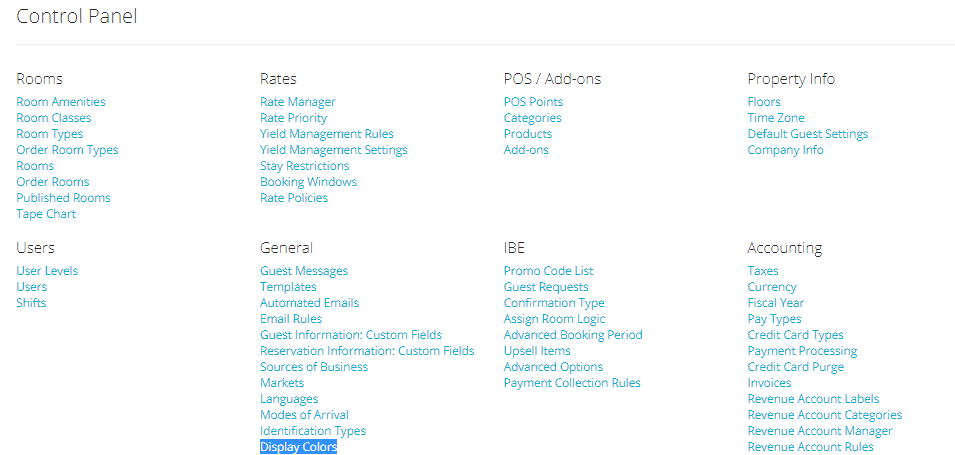 Control Panel
Rooms
Room Amenities
Room Classes
Room Types
Order Room Types
Rooms
Order Rooms
Published Rooms
Tape Chart
Rates
Rate Manager
Rate Priority
Yield Management Rules
Yield Management Settings
Stay Restrictions
Booking Windows
Rate Policies
POS / Add-ons
POS Points
Categories
Products
Add-ons
Property Info
Floors
Time Zone
Default Guest Settings
Company Info
Users
User Levels
Users
Shifts
General
Guest Messages
Templates
Automated Emails
Email Rules
Guest Information: Custom Fields
Reservation Information: Custom Fields
Sources of Business
Markets
Languages
Modes of Arrival
Identification Types
Display Colors
IBE
Promo Code List
Guest Requests
Confirmation Type
Assign Room Logic
Advanced Booking Period
Upsell Items
Advanced Options
Payment Collection Rules
Accounting
Taxes
Currency
Fiscal Year
Pay Types
Credit Card Types
Payment Processing
Credit Card Purge
Invoices
Revenue Account Labels
Revenue Account Categories
Revenue Account Manager
Revenue Account Rules